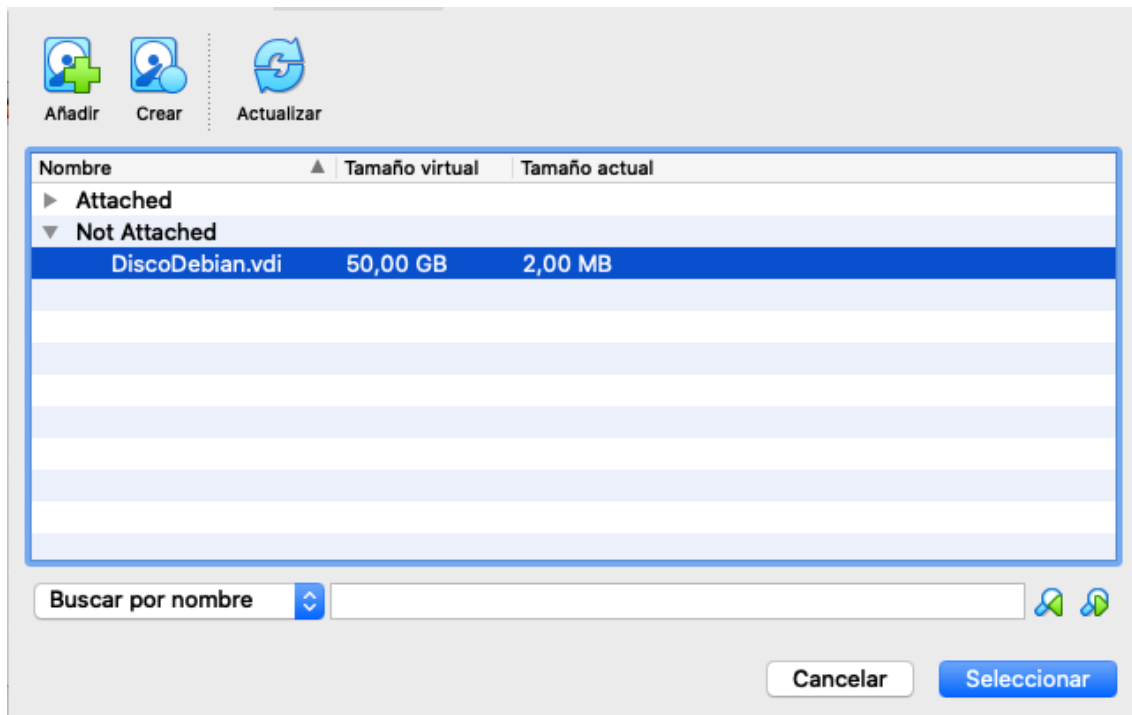 Añadir Crear Actualizar
Nombre Tamaño virtual Tamaño actual
Attached
Not Attached
DiscoDebian.vdi 50,00 GB 2,00 MB
Buscar por nombre
Cancelar Seleccionar